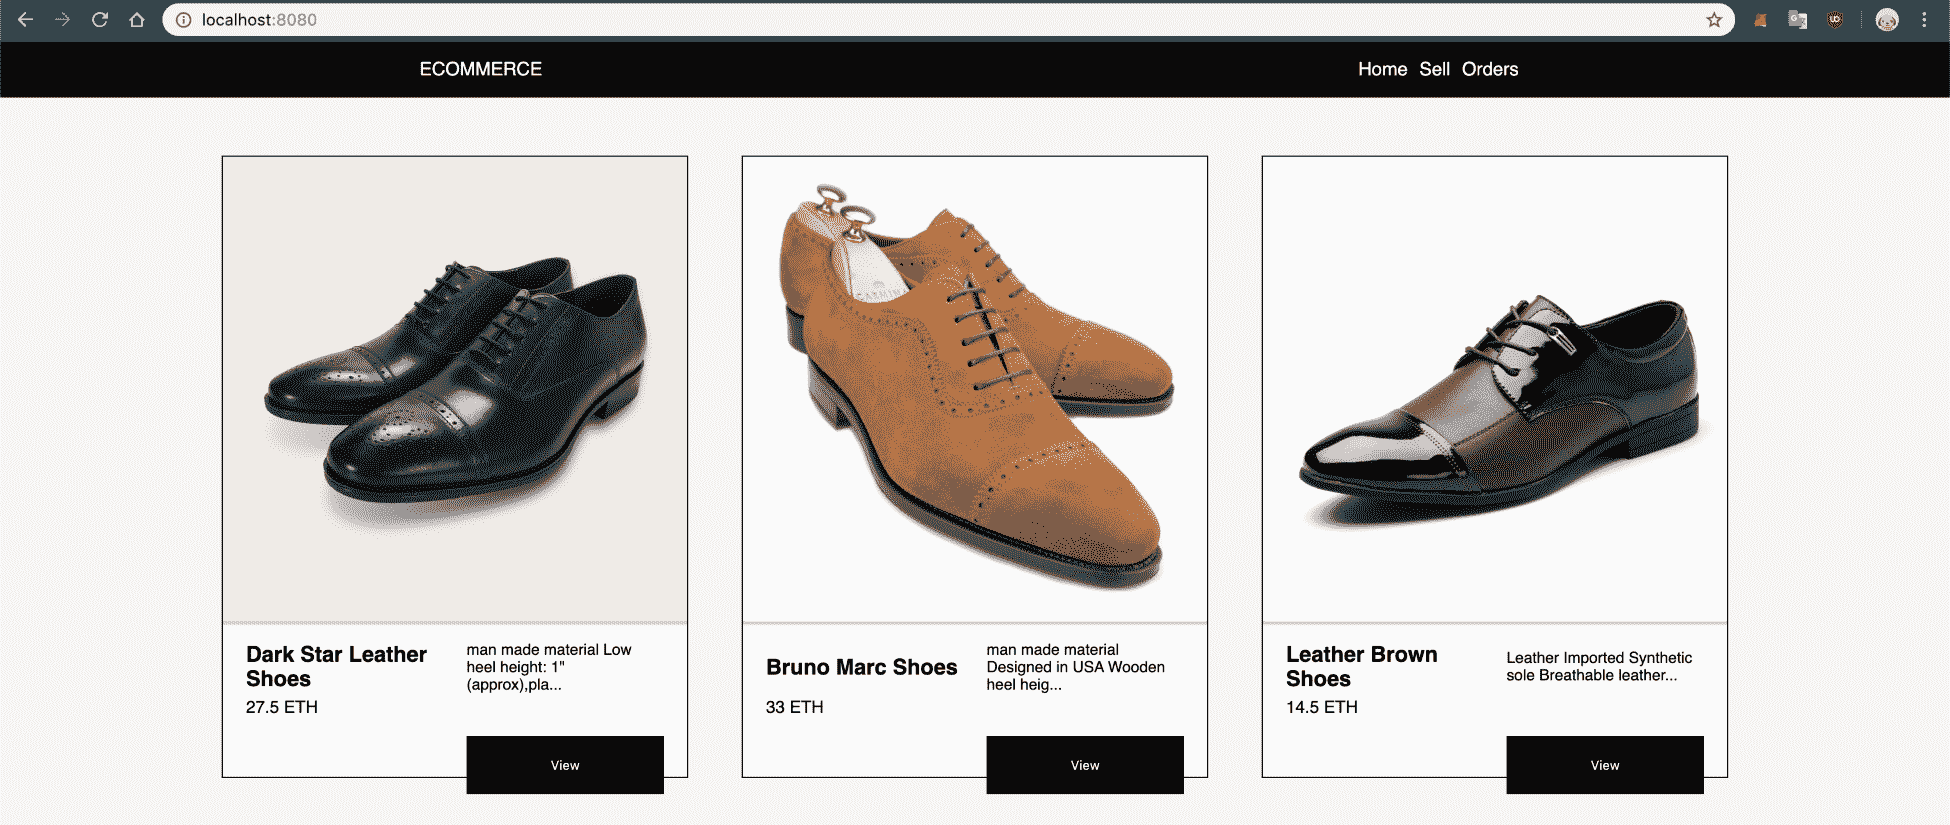 localhost:8080
ECOMMERCE
Home Sell Orders
Dark Star Leather
Shoes
27.5 ETH
man made material Low
heel height: 1"
(approx),pla...
View
Bruno Marc Shoes
33 ETH
man made material
Designed in USA Wooden
heel heig...
View
Leather Brown
Shoes
14.5 ETH
Leather Imported Synthetic
sole Breathable leather...
View